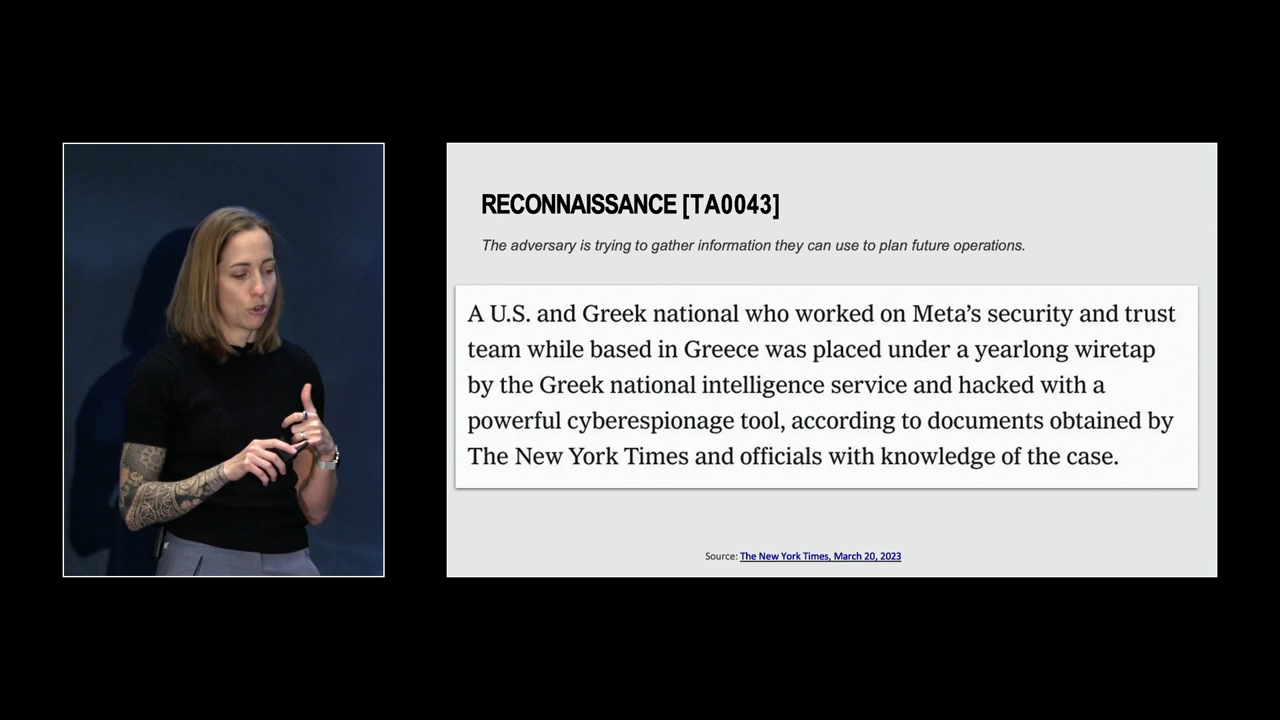 RECONNAISSANCE [TA0043]
The adversary is trying to gather information they can use to plan future operations.
A U.S. and Greek national who worked on Meta’s security and trust
team while based in Greece was placed under a yearlong wiretap
by the Greek national intelligence service and hacked with a
powerful cyberespionage tool, according to documents obtained by
The New York Times and officials with knowledge of the case.
Source: The New York Times, March 20, 2023